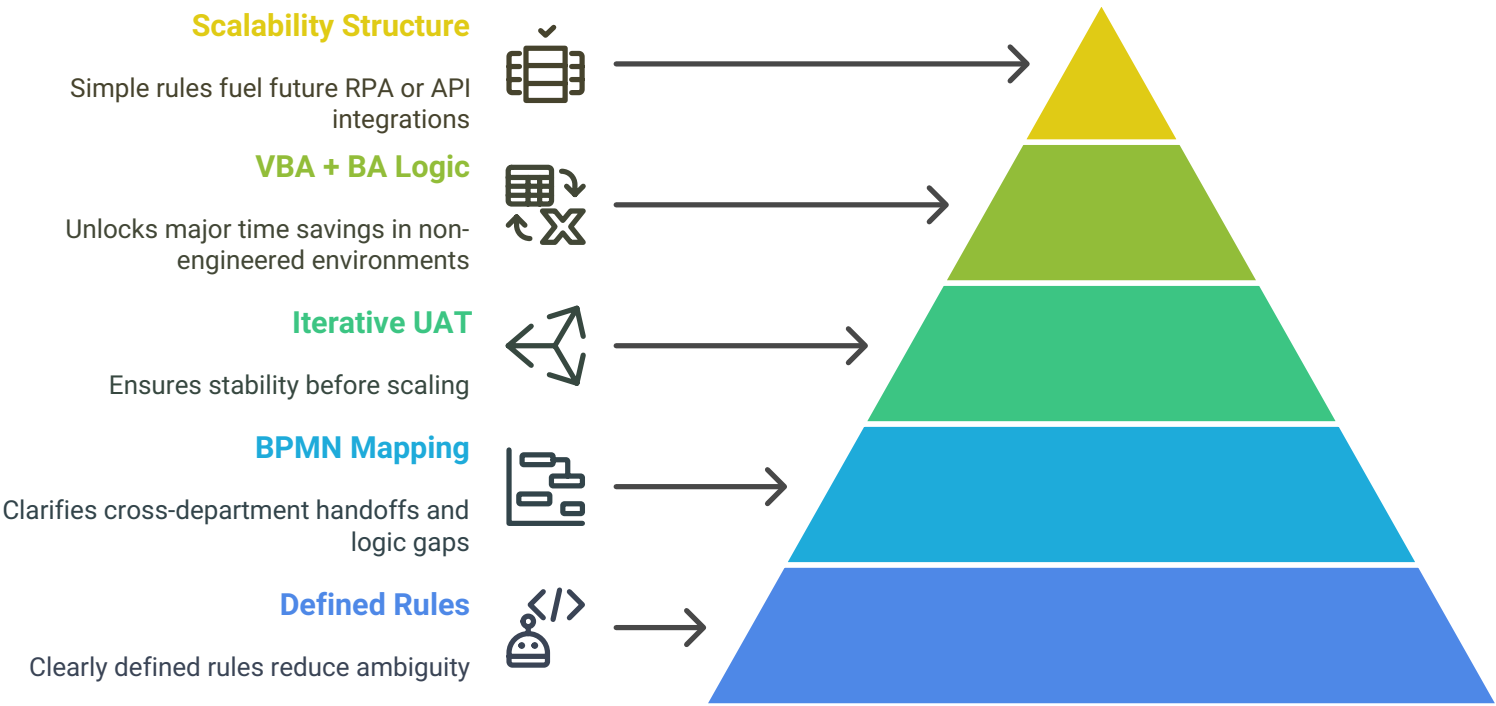 Scalability Structure
Simple rules fuel future RPA or API
integrations
VBA + BA Logic
Unlocks major time savings in non-
engineered environments
Iterative UAT
Ensures stability before scaling
BPMN Mapping
Clarifies cross-department handoffs and
logic gaps
Defined Rules
Clearly defined rules reduce ambiguity